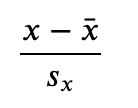 x − x̄
sₓ